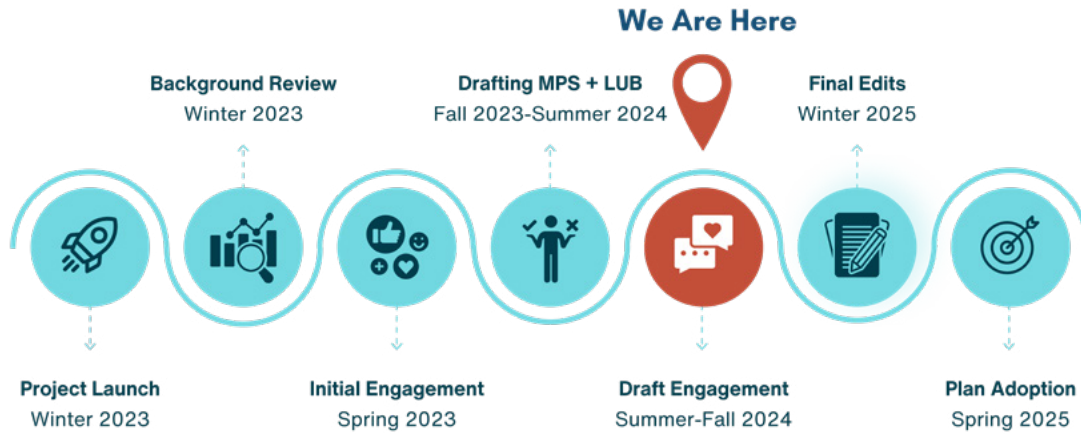 We Are Here
Background Review
Winter 2023
Drafting MPS + LUB
Fall 2023-Summer 2024
Final Edits
Winter 2025
Project Launch
Winter 2023
Initial Engagement
Spring 2023
Draft Engagement
Summer-Fall 2024
Plan Adoption
Spring 2025